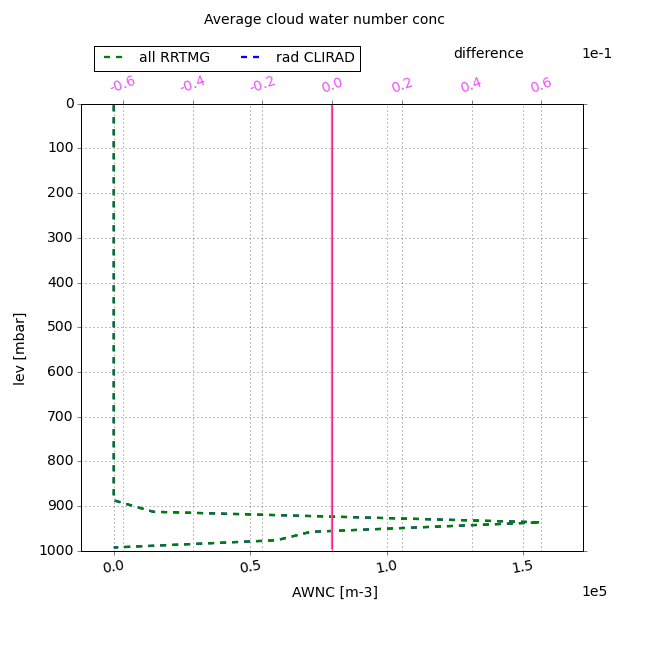 Average cloud water number conc
all RRTMG rad CLIRAD difference 1e-1
-0.6 -0.4 -0.2 0.0 0.2 0.4 0.6
0
100
200
300
400
500
600
700
800
900
1000
lev [mbar]
0.0 0.5 1.0 1.5
AWNC [m-3] 1e5